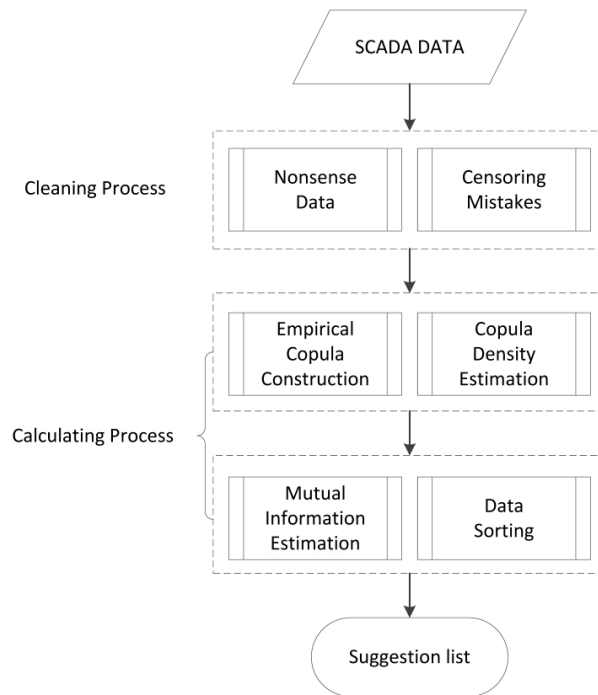 SCADA DATA
Cleaning Process
Nonsense
Data
Censoring
Mistakes
Empirical
Copula
Construction
Copula
Density
Estimation
Calculating Process
Mutual
Information
Estimation
Data
Sorting
Suggestion list